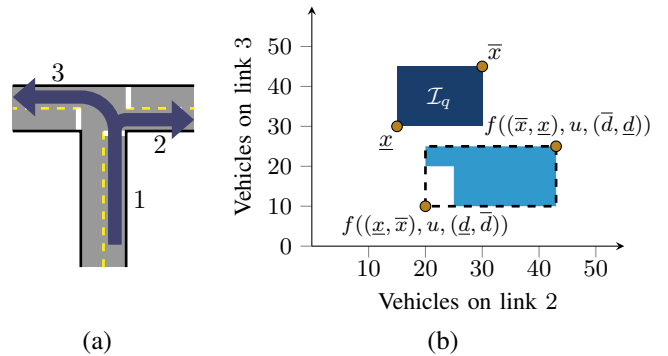 3
2
1
(a)
Vehicles on link 3
50
40
30
20
10
0
x̅
ℐ_q
x̲
f((x̅, x̲), u, (d̅, d̲))
f((x̲, x̅), u, (d̲, d̅))
10 20 30 40 50
Vehicles on link 2
(b)